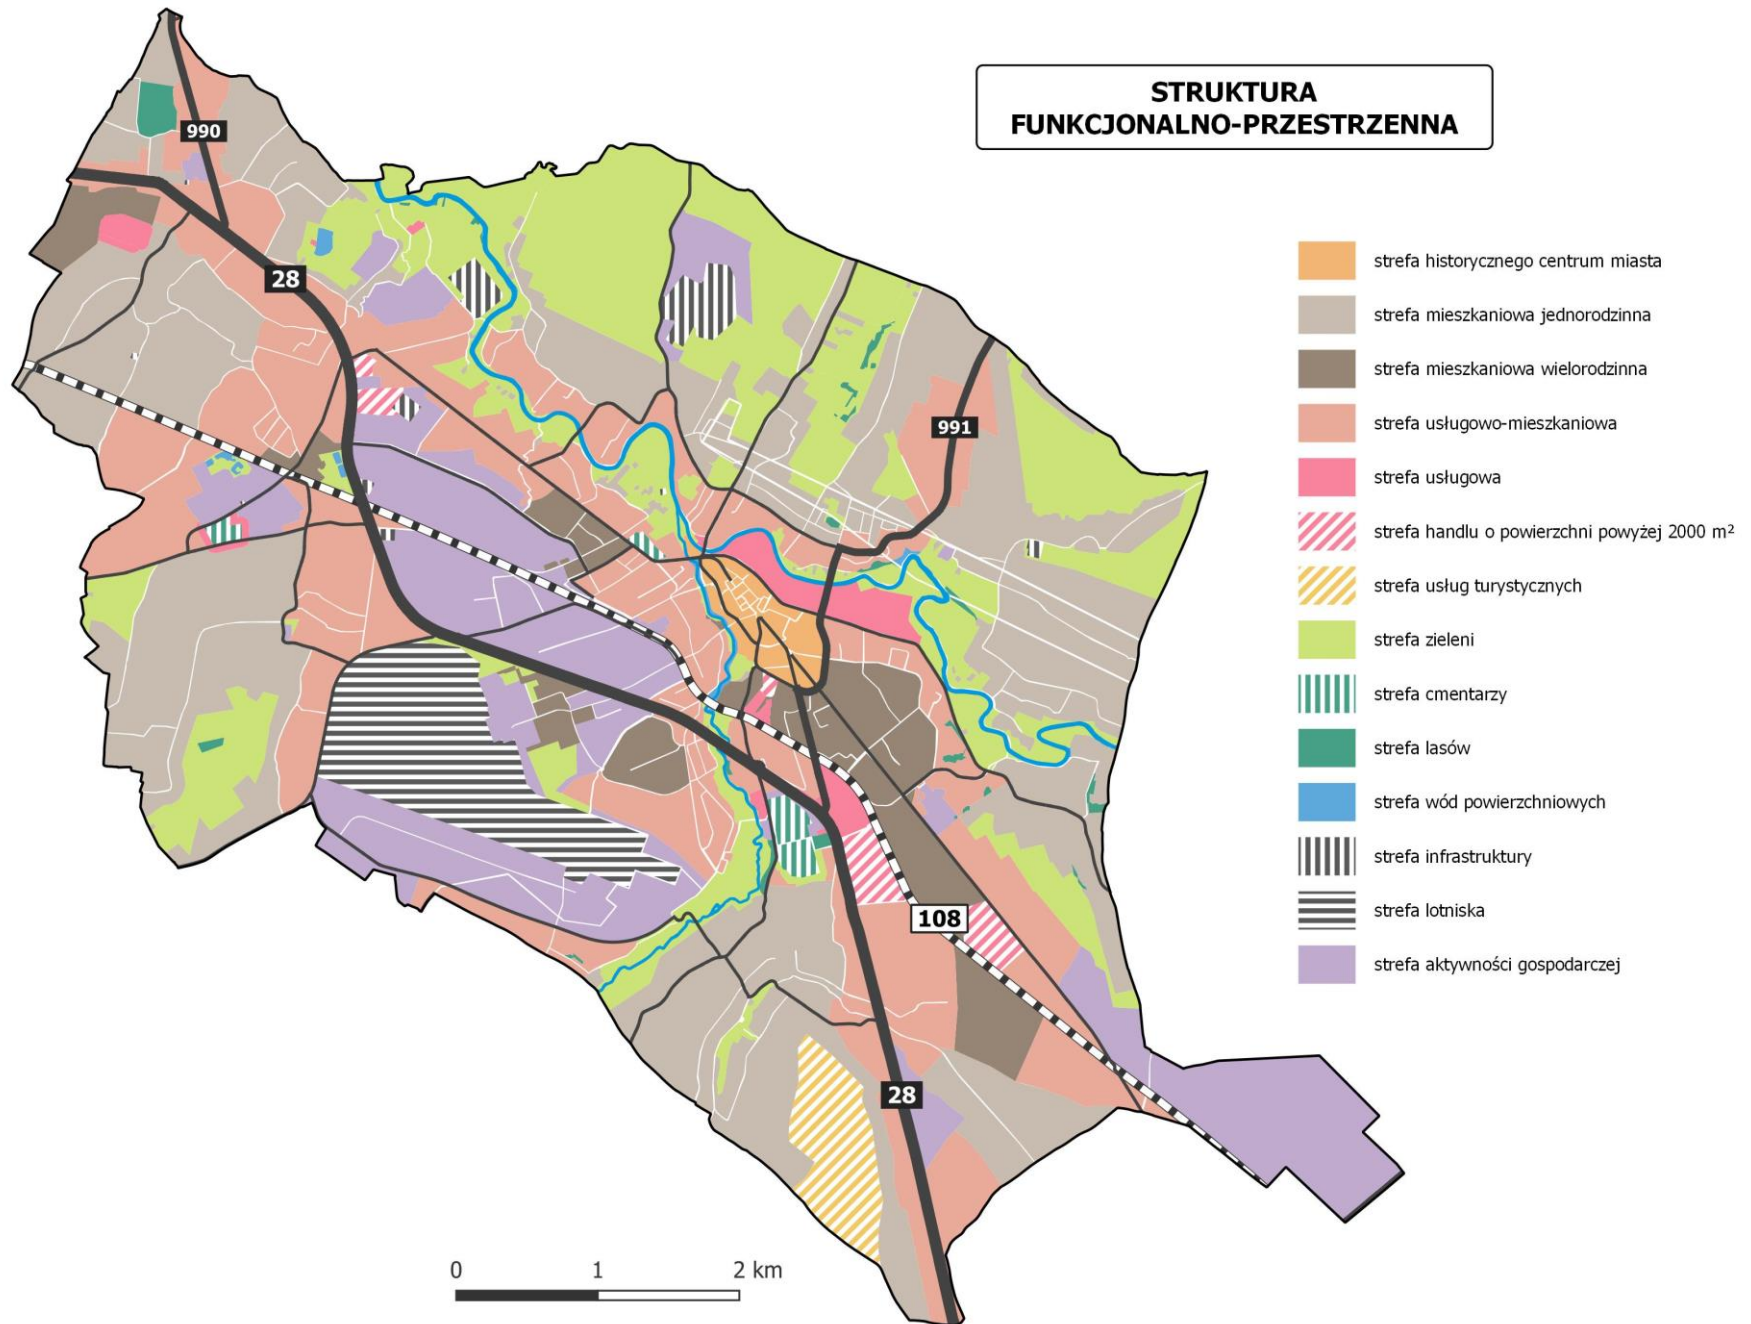 STRUKTURA
FUNKCJONALNO-PRZESTRZENNA
990
28
991
108
28
strefa historycznego centrum miasta
strefa mieszkaniowa jednorodzinna
strefa mieszkaniowa wielorodzinna
strefa usługowo-mieszkaniowa
strefa usługowa
strefa handlu o powierzchni powyżej 2000 m²
strefa usług turystycznych
strefa zieleni
strefa cmentarzy
strefa lasów
strefa wód powierzchniowych
strefa infrastruktury
strefa lotniska
strefa aktywności gospodarczej
0 1 2 km